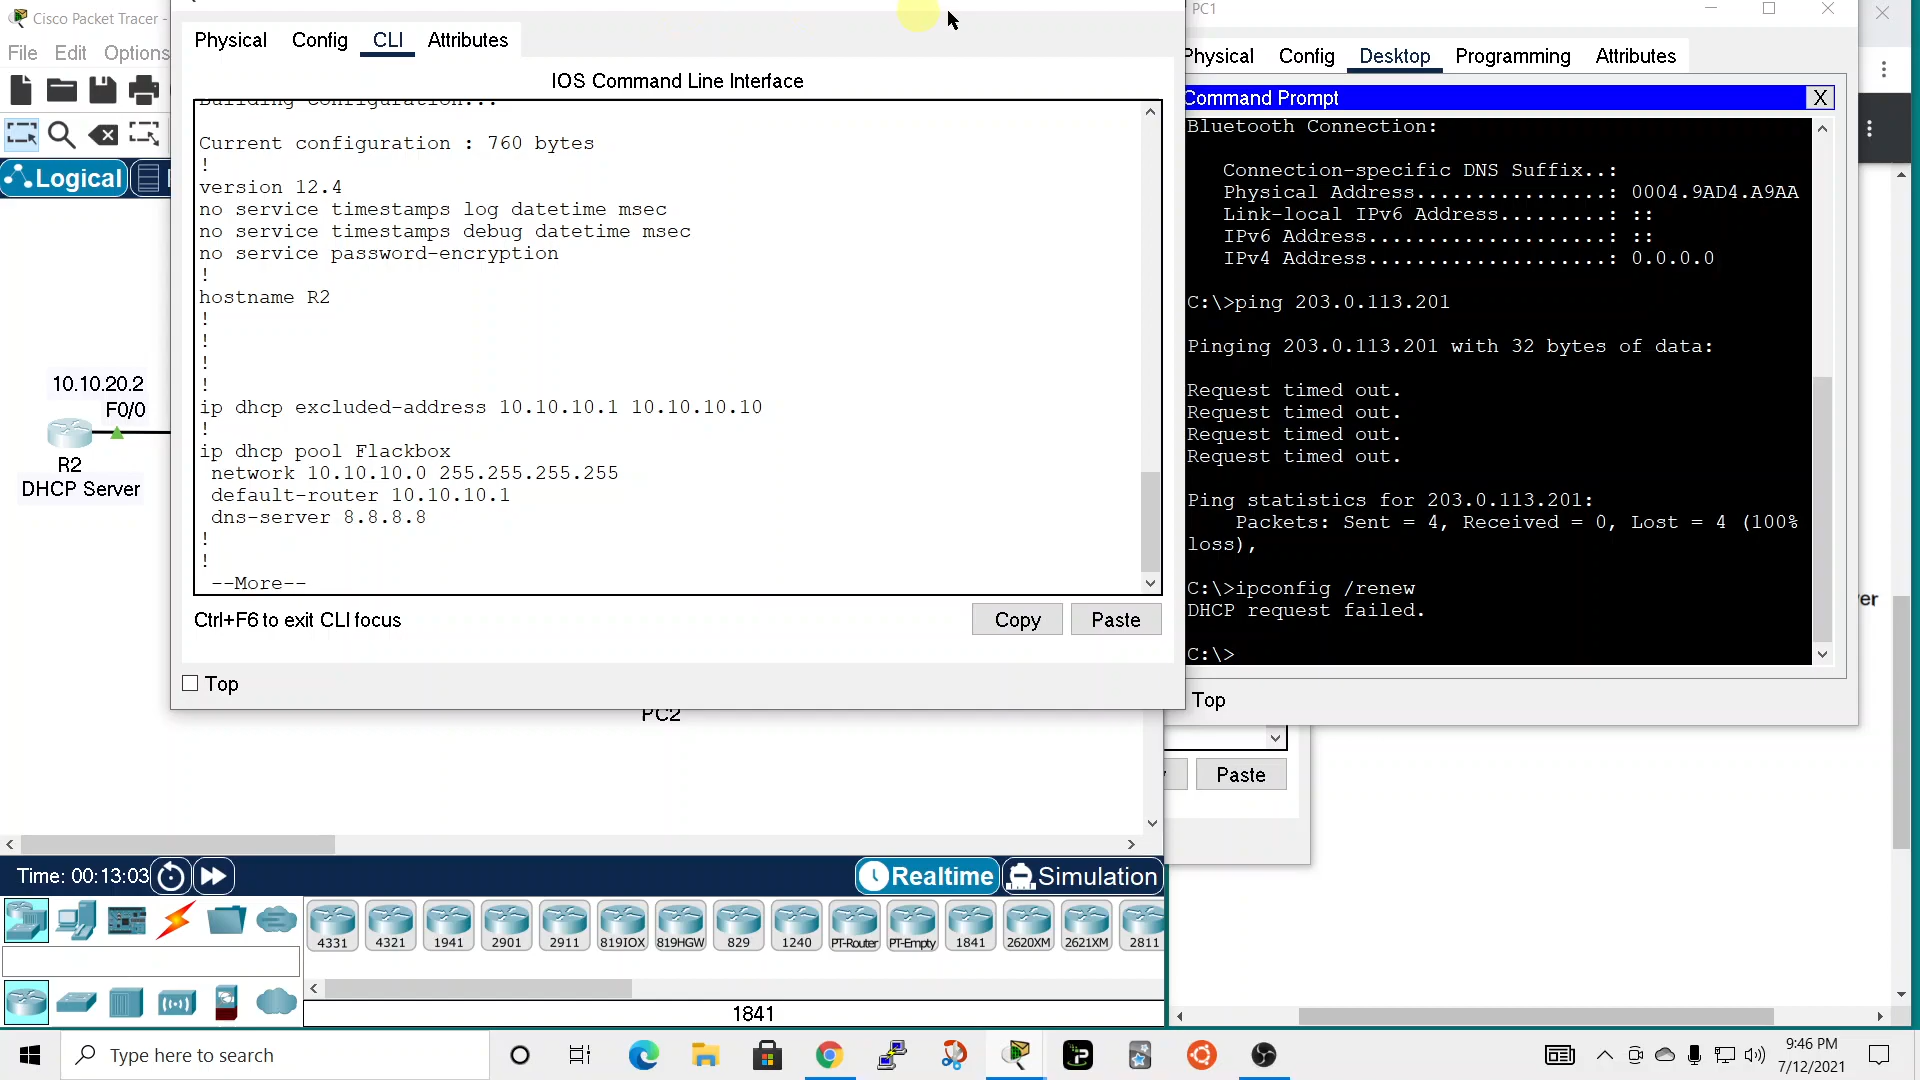 Cisco Packet Tracer -
File Edit Options
Logical
10.10.20.2
F0/0
R2
DHCP Server
Physical Config CLI Attributes
IOS Command Line Interface
Building configuration...
Current configuration : 760 bytes
!
version 12.4
no service timestamps log datetime msec
no service timestamps debug datetime msec
no service password-encryption
!
hostname R2
!
!
!
!
ip dhcp excluded-address 10.10.10.1 10.10.10.10
!
ip dhcp pool Flackbox
network 10.10.10.0 255.255.255.255
default-router 10.10.10.1
dns-server 8.8.8.8
!
!
--More--
Ctrl+F6 to exit CLI focus
Copy
Paste
Top
PC2
PC1
Physical Config Desktop Programming Attributes
Command Prompt
X
Bluetooth Connection:
Connection-specific DNS Suffix..:
Physical Address................: 0004.9AD4.A9AA
Link-local IPv6 Address.........: ::
IPv6 Address....................: ::
IPv4 Address....................: 0.0.0.0
C:\>ping 203.0.113.201
Pinging 203.0.113.201 with 32 bytes of data:
Request timed out.
Request timed out.
Request timed out.
Request timed out.
Ping statistics for 203.0.113.201:
Packets: Sent = 4, Received = 0, Lost = 4 (100%
loss),
C:\>ipconfig /renew
DHCP request failed.
C:\>
Top
er
Paste
Time: 00:13:03
Realtime
Simulation
4331
4321
1941
2901
2911
819IOX
819HGW
829
1240
PT-Router
PT-Empty
1841
2620XM
2621XM
2811
1841
Type here to search
9:46 PM
7/12/2021